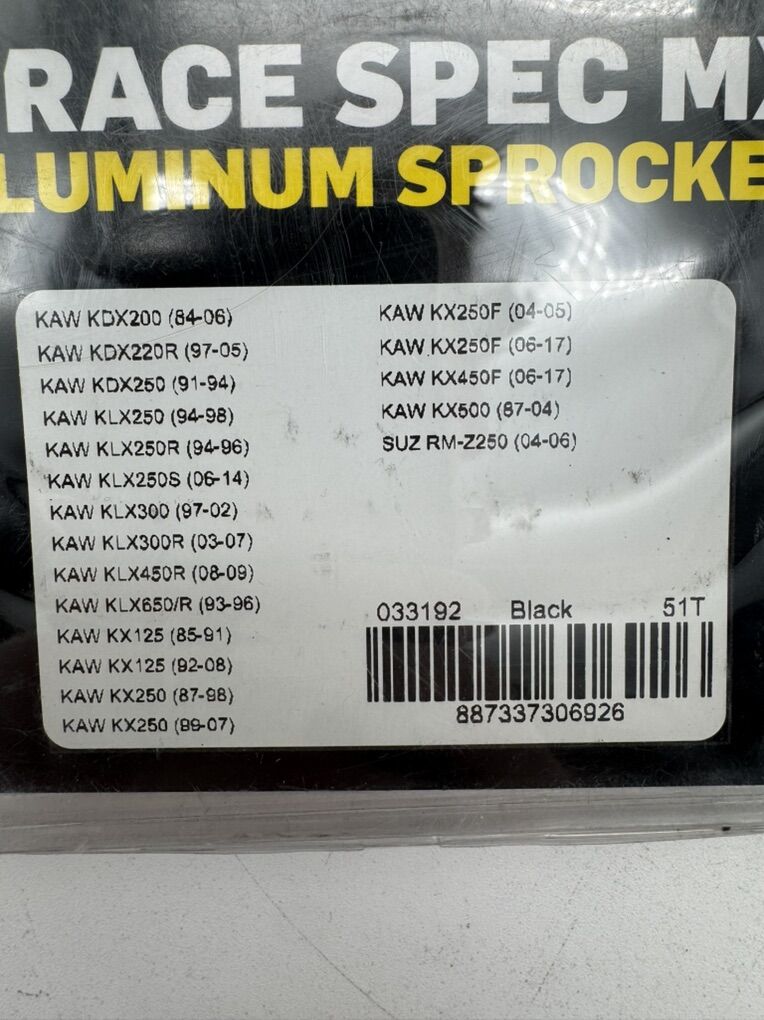 RACE SPEC MX
LUMINUM SPROCKE
KAW KDX200 (84-06)
KAW KDX220R (97-05)
KAW KDX250 (91-94)
KAW KLX250 (94-98)
KAW KLX250R (94-96)
KAW KLX250S (06-14)
KAW KLX300 (97-02)
KAW KLX300R (03-07)
KAW KLX450R (08-09)
KAW KLX650/R (93-96)
KAW KX125 (85-91)
KAW KX125 (92-08)
KAW KX250 (87-98)
KAW KX250 (99-07)
KAW KX250F (04-05)
KAW KX250F (06-17)
KAW KX450F (06-17)
KAW KX500 (87-04)
SUZ RM-Z250 (04-06)
033192 Black 51T
887337306926